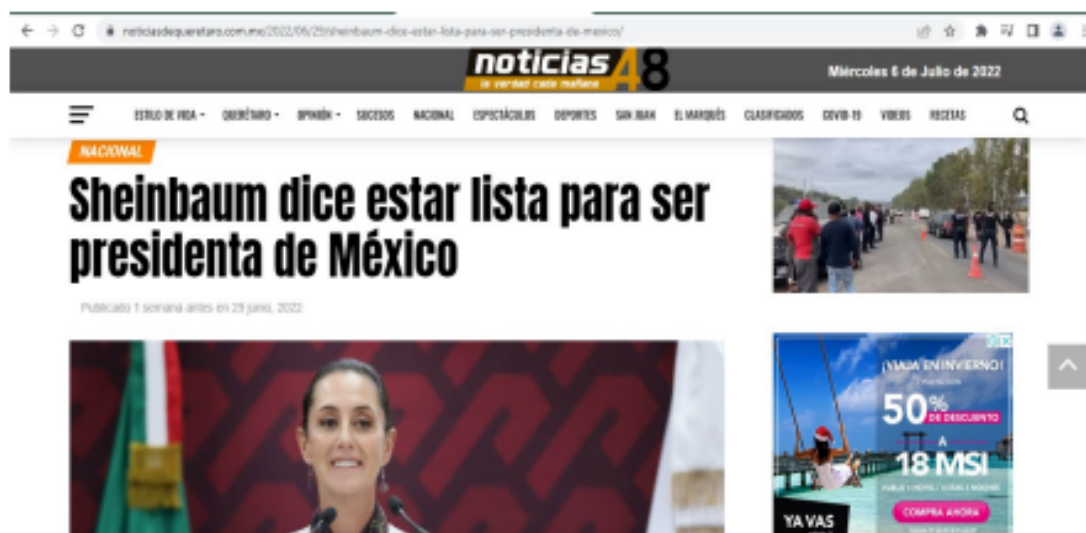 noticiasdequeretaro.com.mx/2022/06/29/sheinbaum-dice-estar-lista-para-ser-presidenta-de-mexico/
noticias 48
la verdad cada mañana
Miércoles 6 de Julio de 2022
ESTILO DE VIDA QUERÉTARO OPINIÓN SUCESOS NACIONAL ESPECTÁCULOS DEPORTES SAN JUAN EL MARQUÉS CLASIFICADOS COVID-19 VIDEOS RECETAS
NACIONAL
Sheinbaum dice estar lista para ser
presidenta de México
Publicado 1 semana antes en 29 junio, 2022
¡VIAJA EN INVIERNO!
50% DE DESCUENTO
A
18 MSI
COMPRA AHORA
YA VAS